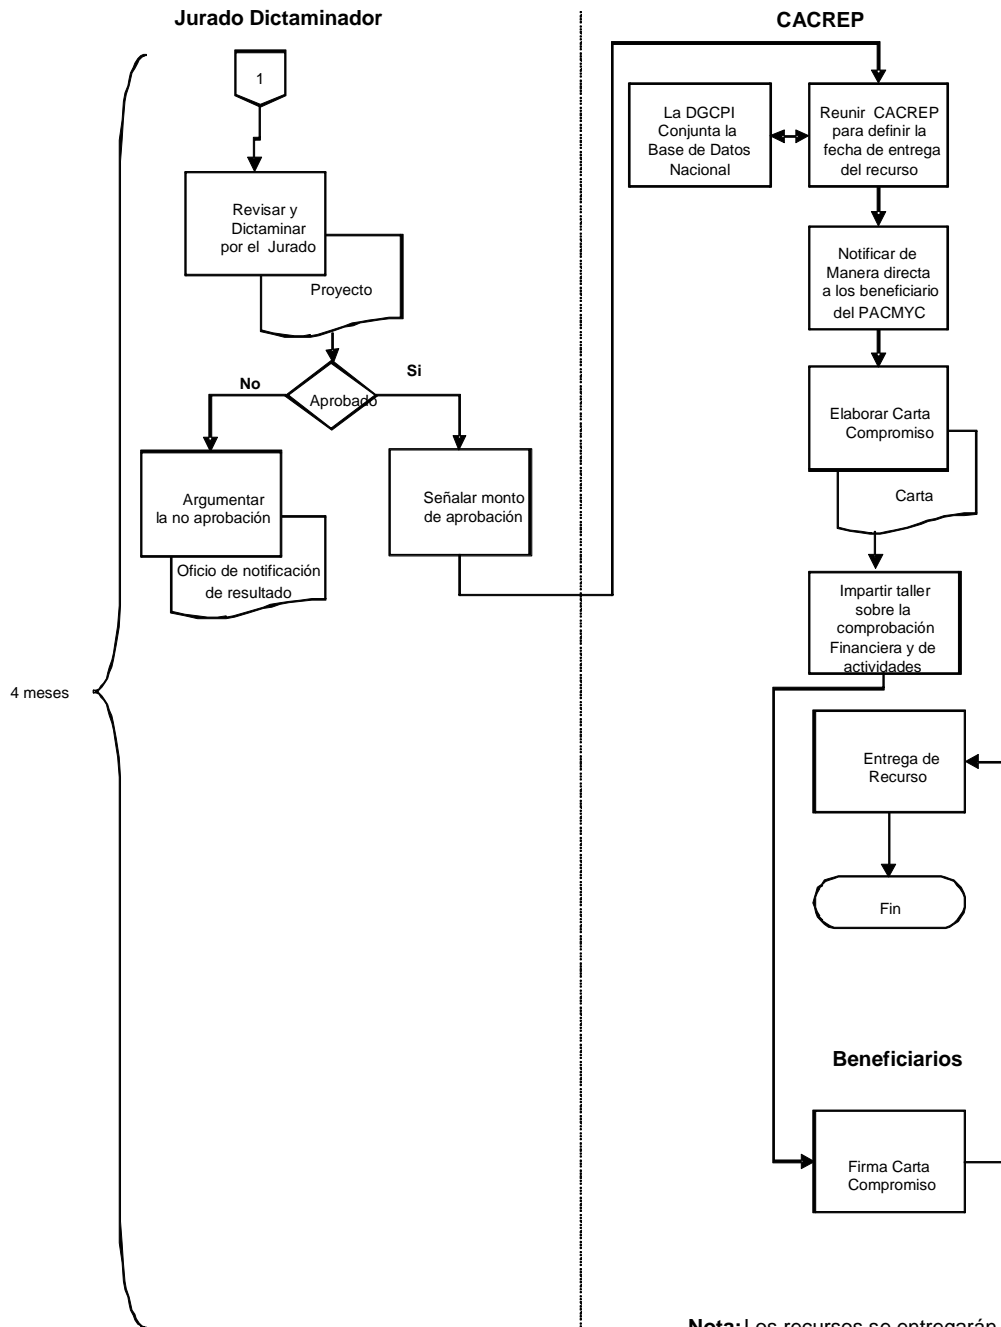 Jurado Dictaminador
1
Revisar y
Dictaminar
por el Jurado
Proyecto
Aprobado
No
Si
Argumentar
la no aprobación
Oficio de notificación
de resultado
Señalar monto
de aprobación
4 meses
CACREP
La DGCPI
Conjunta la
Base de Datos
Nacional
Reunir CACREP
para definir la
fecha de entrega
del recurso
Notificar de
Manera directa
a los beneficiario
del PACMYC
Elaborar Carta
Compromiso
Carta
Impartir taller
sobre la
comprobación
Financiera y de
actividades
Entrega de
Recurso
Fin
Beneficiarios
Firma Carta
Compromiso
Nota: Los recursos se entregarán